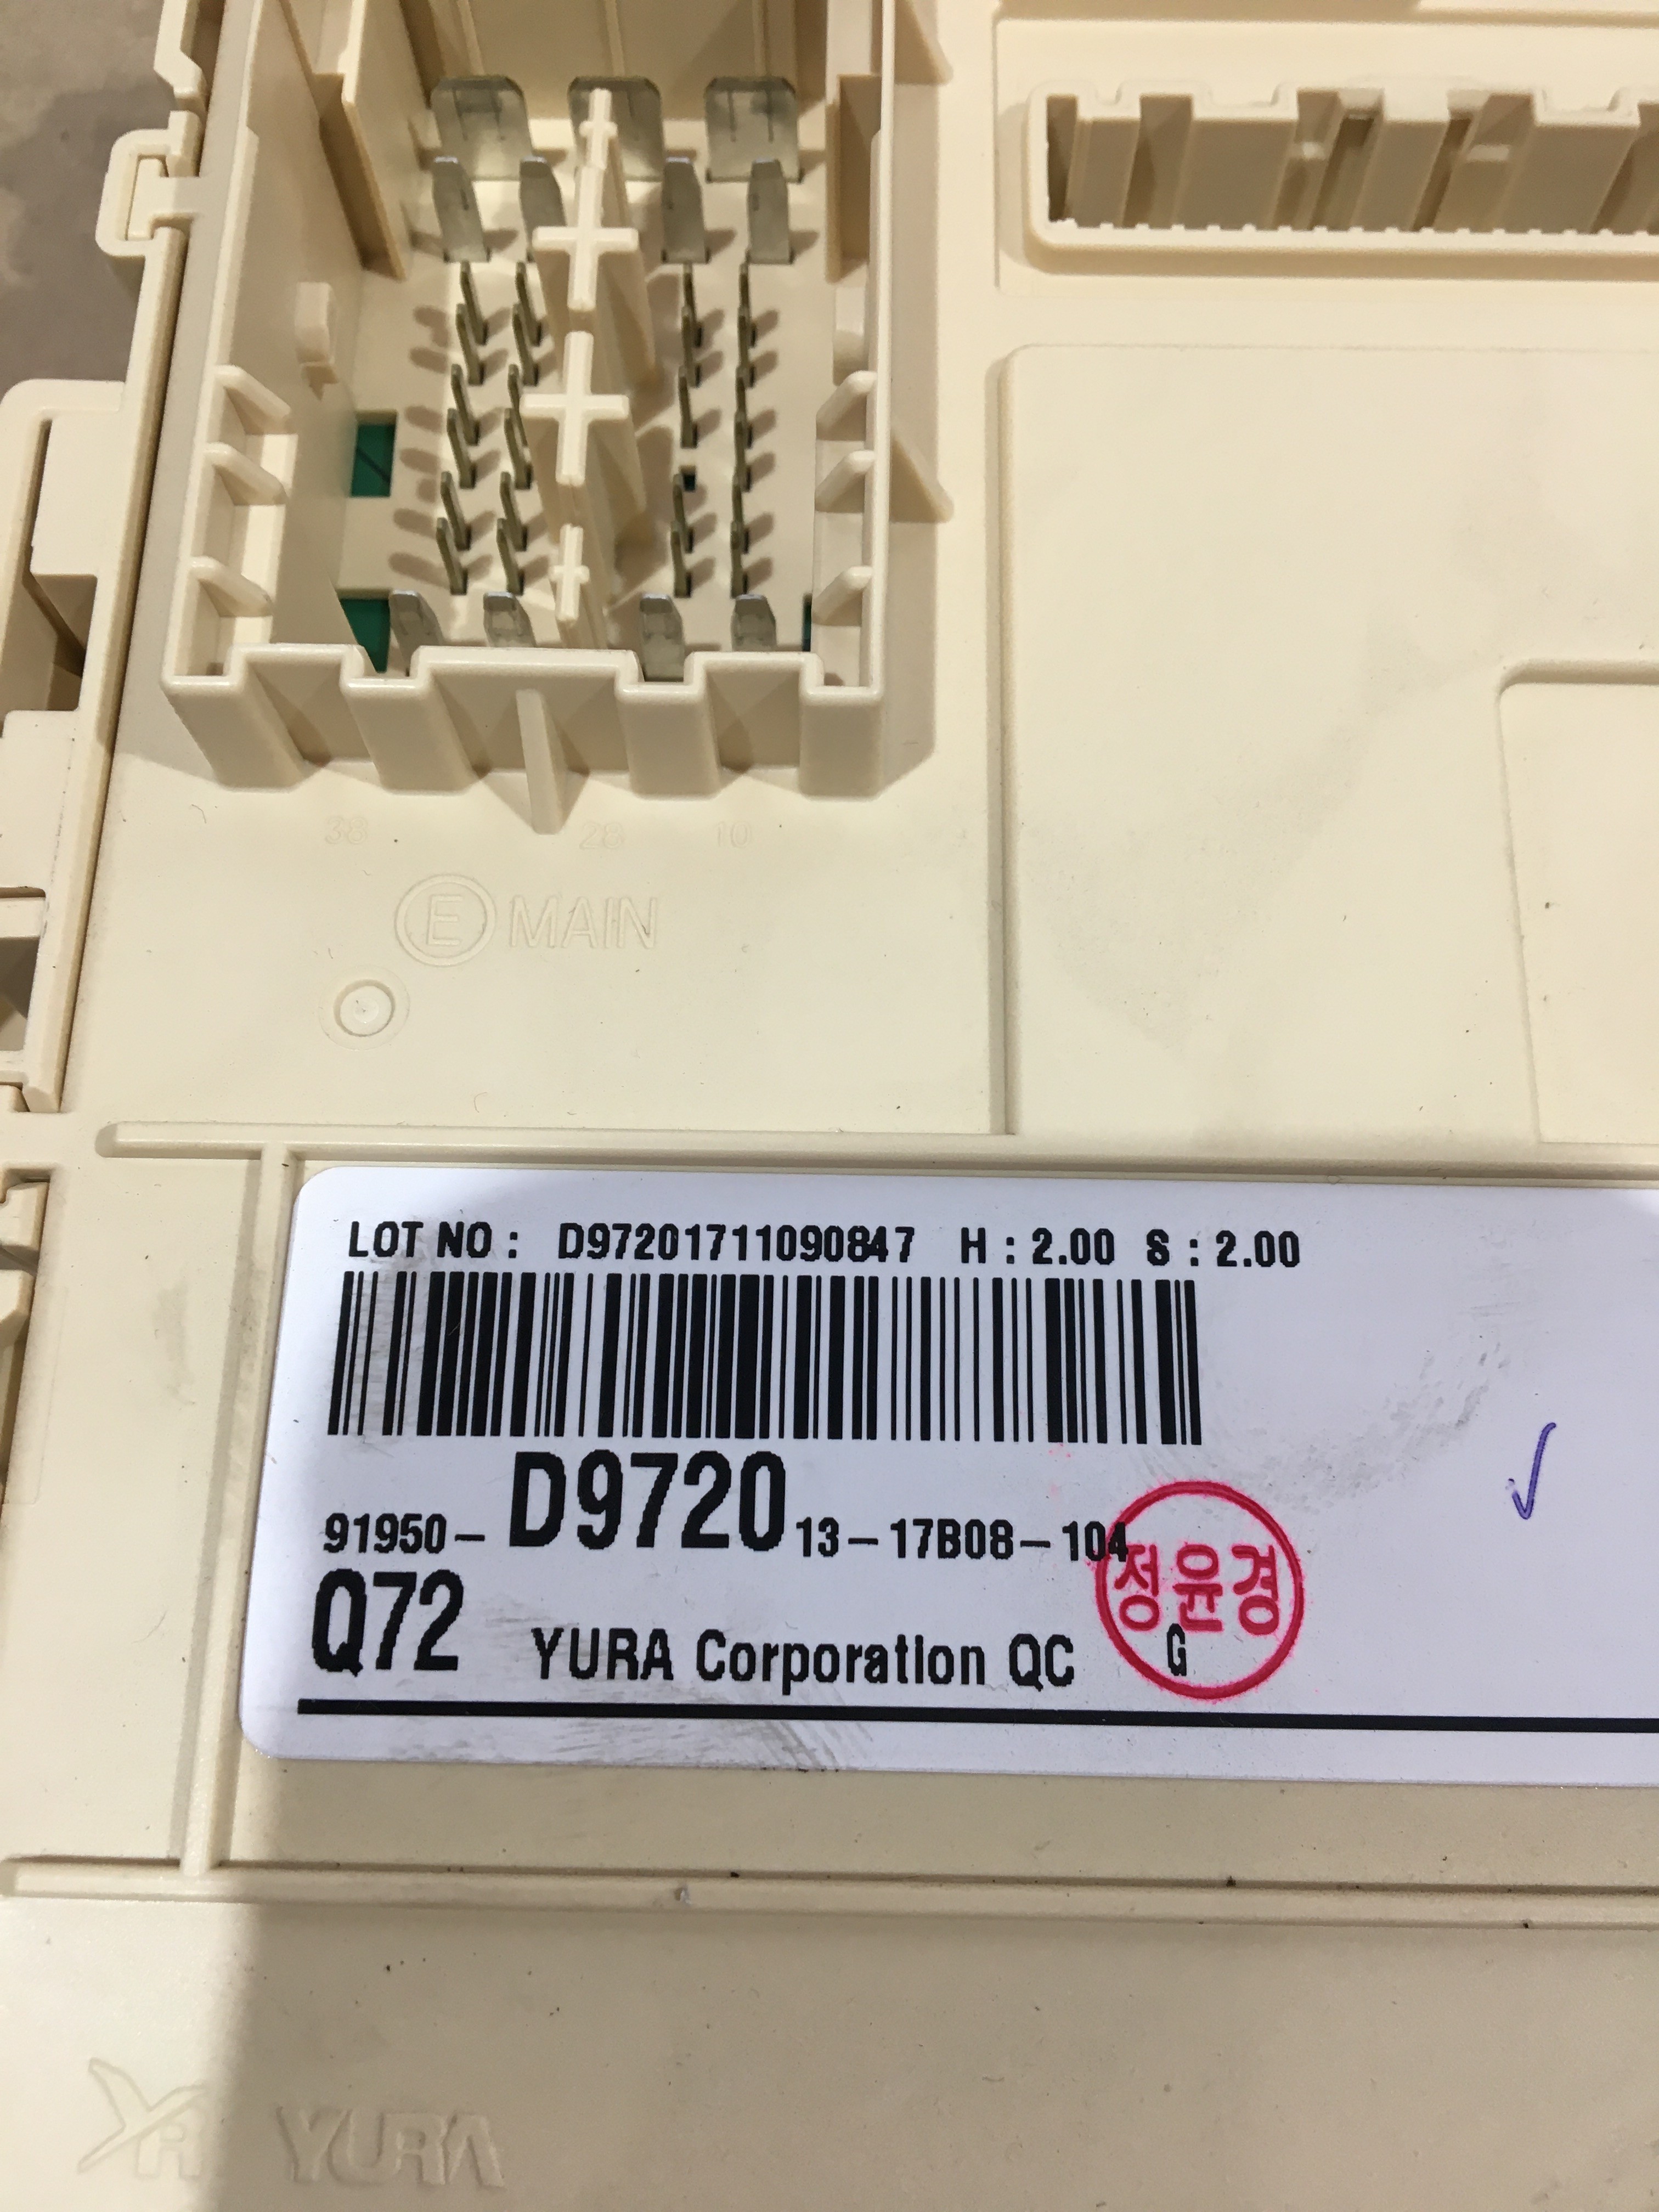 38 28 10
E MAIN
LOT NO : D97201711090847 H : 2.00 S : 2.00
91950- D9720 13-17B08-104
정윤경
Q72 YURA Corporation QC G
YR YURA